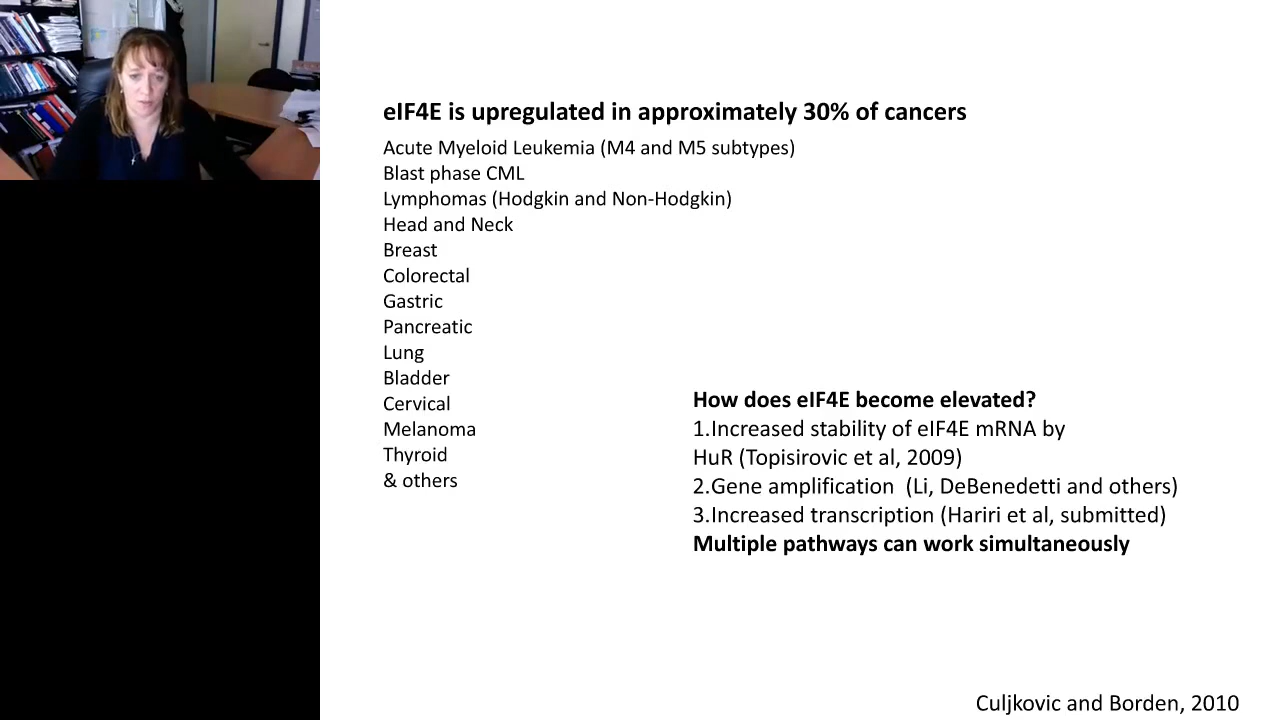 eIF4E is upregulated in approximately 30% of cancers
Acute Myeloid Leukemia (M4 and M5 subtypes)
Blast phase CML
Lymphomas (Hodgkin and Non-Hodgkin)
Head and Neck
Breast
Colorectal
Gastric
Pancreatic
Lung
Bladder
Cervical
Melanoma
Thyroid
& others
How does eIF4E become elevated?
1.Increased stability of eIF4E mRNA by
HuR (Topisirovic et al, 2009)
2.Gene amplification  (Li, DeBenedetti and others)
3.Increased transcription (Hariri et al, submitted)
Multiple pathways can work simultaneously
Culjkovic and Borden, 2010